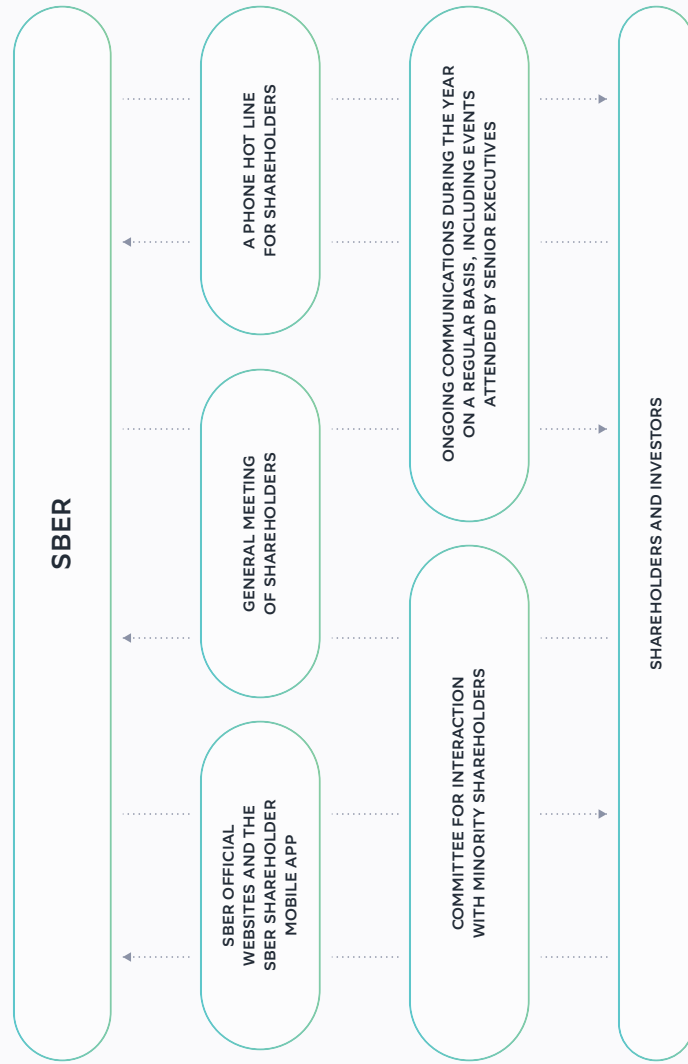 SBER
SBER OFFICIAL
WEBSITES AND THE
SBER SHAREHOLDER
MOBILE APP
GENERAL MEETING
OF SHAREHOLDERS
A PHONE HOT LINE
FOR SHAREHOLDERS
COMMITTEE FOR INTERACTION
WITH MINORITY SHAREHOLDERS
ONGOING COMMUNICATIONS DURING THE YEAR
ON A REGULAR BASIS, INCLUDING EVENTS
ATTENDED BY SENIOR EXECUTIVES
SHAREHOLDERS AND INVESTORS